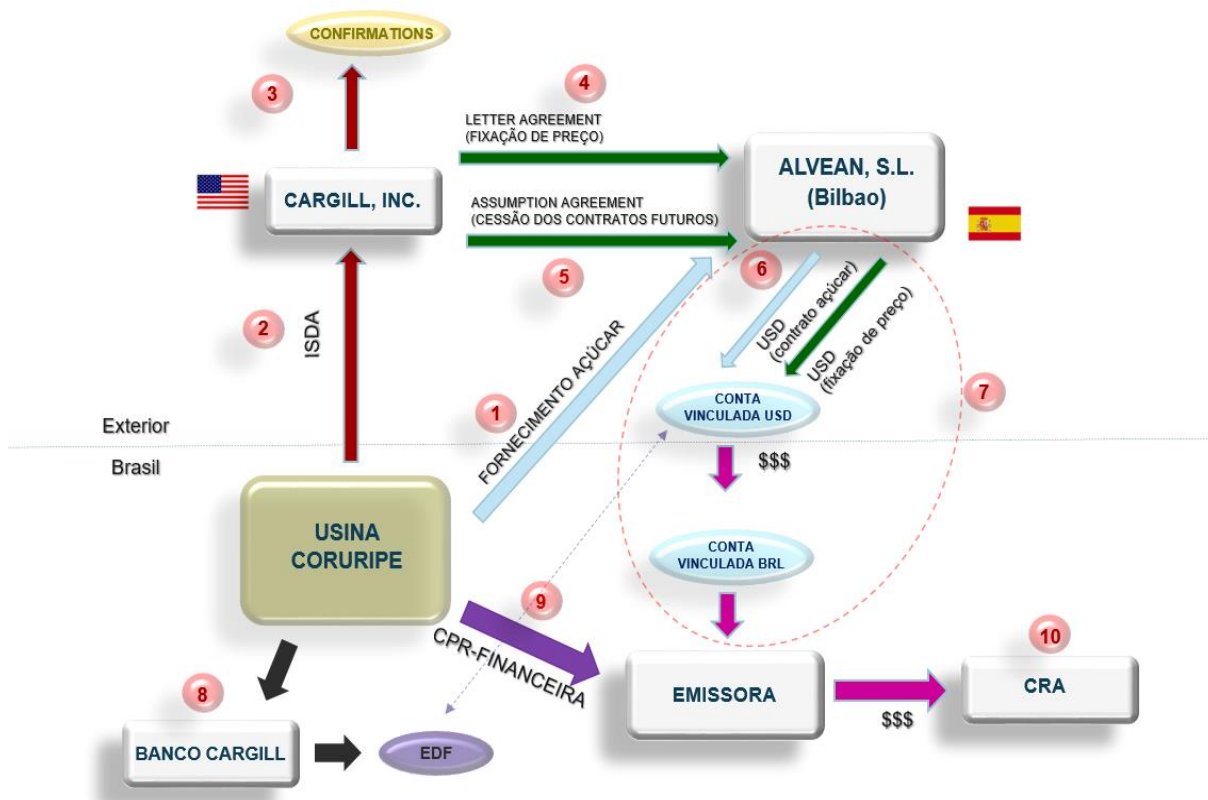 CONFIRMATIONS
3
4
LETTER AGREEMENT
(FIXAÇÃO DE PREÇO)
ALVEAN, S.L.
(Bilbao)
CARGILL, INC.
ASSUMPTION AGREEMENT
(CESSÃO DOS CONTRATOS FUTUROS)
5
6
2
ISDA
1
FORNECIMENTO AÇÚCAR
USD
(contrato açúcar)
USD
(fixação de preço)
7
CONTA
VINCULADA USD
Exterior
Brasil
$$$
USINA
CORURIPE
CONTA
VINCULADA BRL
9
CPR-FINANCEIRA
10
8
EMISSORA
CRA
$$$
BANCO CARGILL
EDF